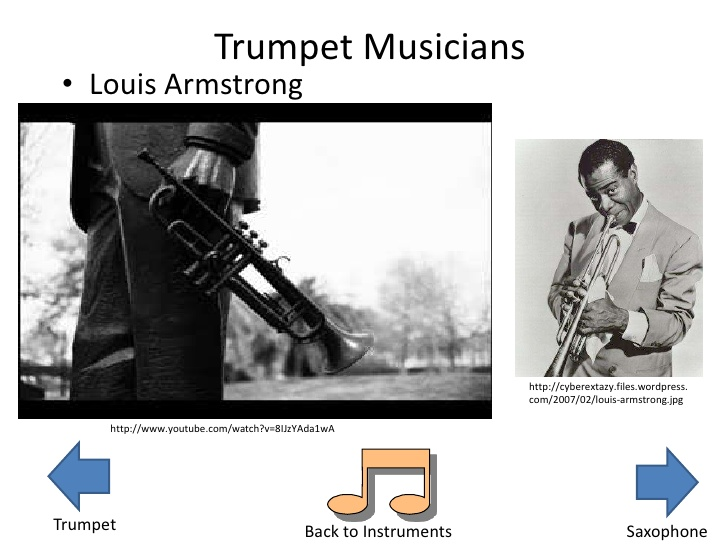 Trumpet Musicians
• Louis Armstrong
http://cyberextazy.files.wordpress.
com/2007/02/louis-armstrong.jpg
http://www.youtube.com/watch?v=8IJzYAda1wA
Trumpet
Back to Instruments
Saxophone